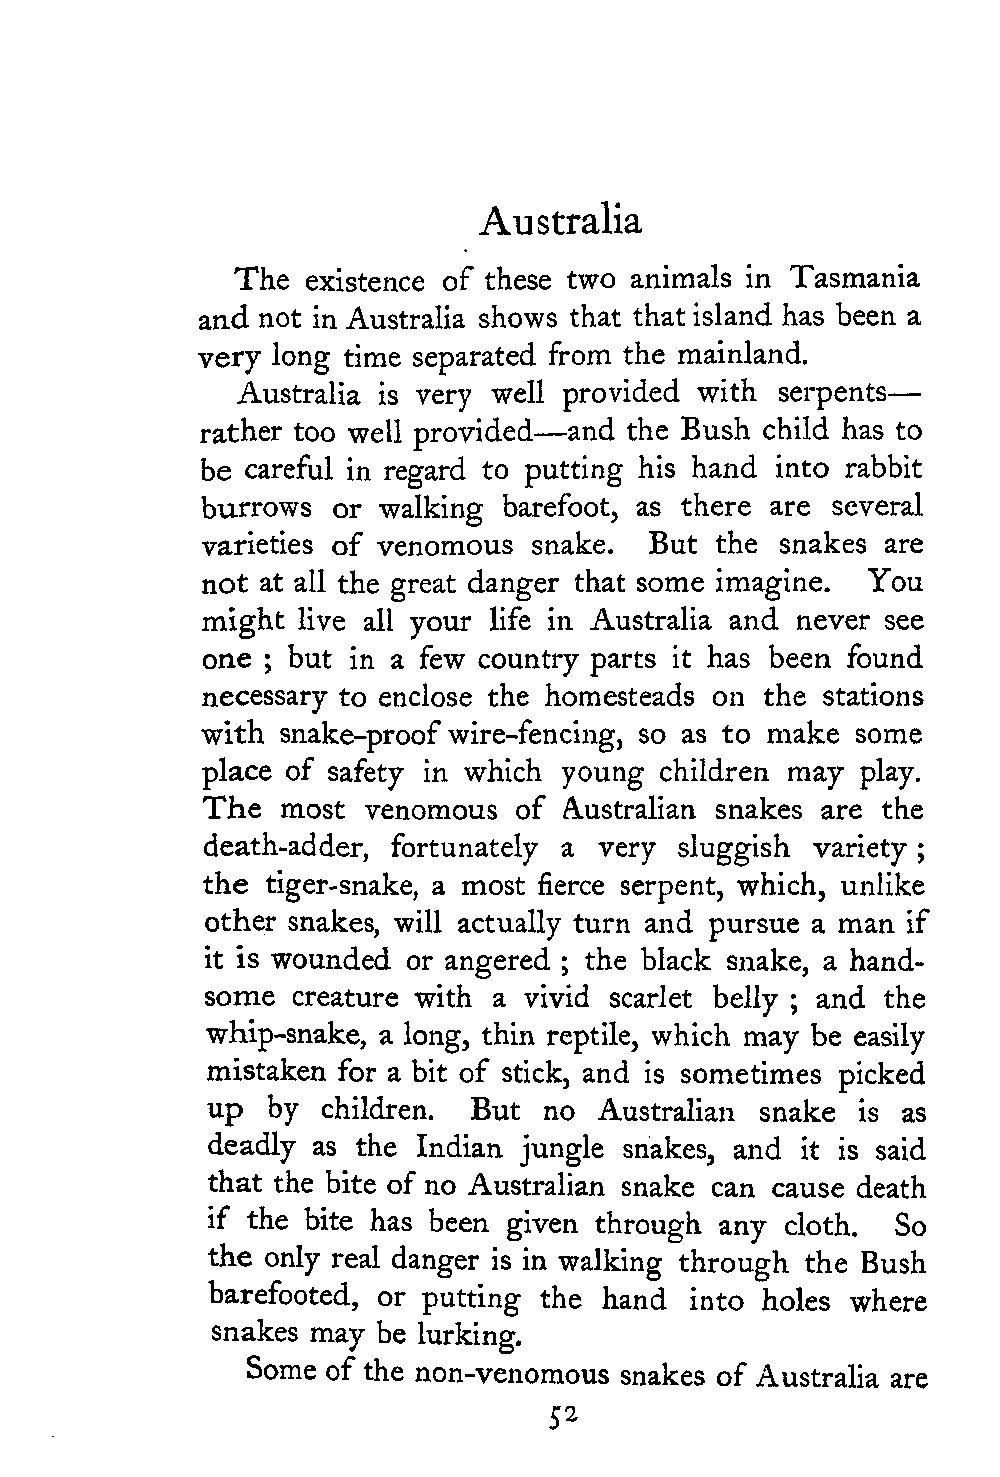 Australia
The existence of these two animals in Tasmania
and not in Australia shows that that island has been a
very long time separated from the mainland.
Australia is very well provided with serpents—
rather too well provided—and the Bush child has to
be careful in regard to putting his hand into rabbit
burrows or walking barefoot, as there are several
varieties of venomous snake. But the snakes are
not at all the great danger that some imagine. You
might live all your life in Australia and never see
one ; but in a few country parts it has been found
necessary to enclose the homesteads on the stations
with snake-proof wire-fencing, so as to make some
place of safety in which young children may play.
The most venomous of Australian snakes are the
death-adder, fortunately a very sluggish variety ;
the tiger-snake, a most fierce serpent, which, unlike
other snakes, will actually turn and pursue a man if
it is wounded or angered ; the black snake, a hand-
some creature with a vivid scarlet belly ; and the
whip-snake, a long, thin reptile, which may be easily
mistaken for a bit of stick, and is sometimes picked
up by children. But no Australian snake is as
deadly as the Indian jungle snakes, and it is said
that the bite of no Australian snake can cause death
if the bite has been given through any cloth. So
the only real danger is in walking through the Bush
barefooted, or putting the hand into holes where
snakes may be lurking.
Some of the non-venomous snakes of Australia are
52